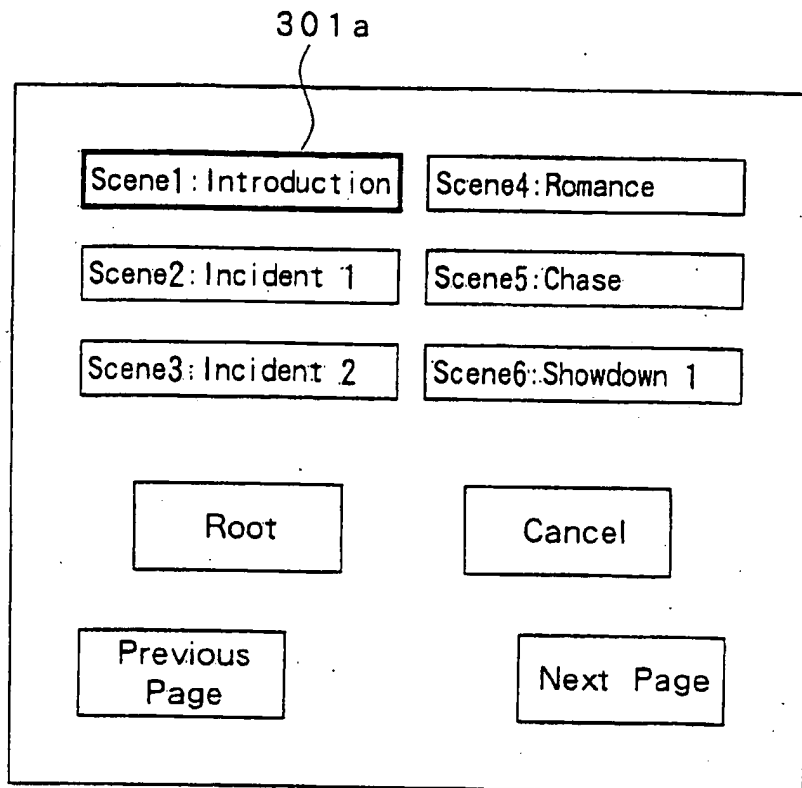 301a
Scene1:Introduction
Scene4:Romance
Scene2:Incident 1
Scene5:Chase
Scene3:Incident 2
Scene6:Showdown 1
Root
Cancel
Previous
Page
Next Page